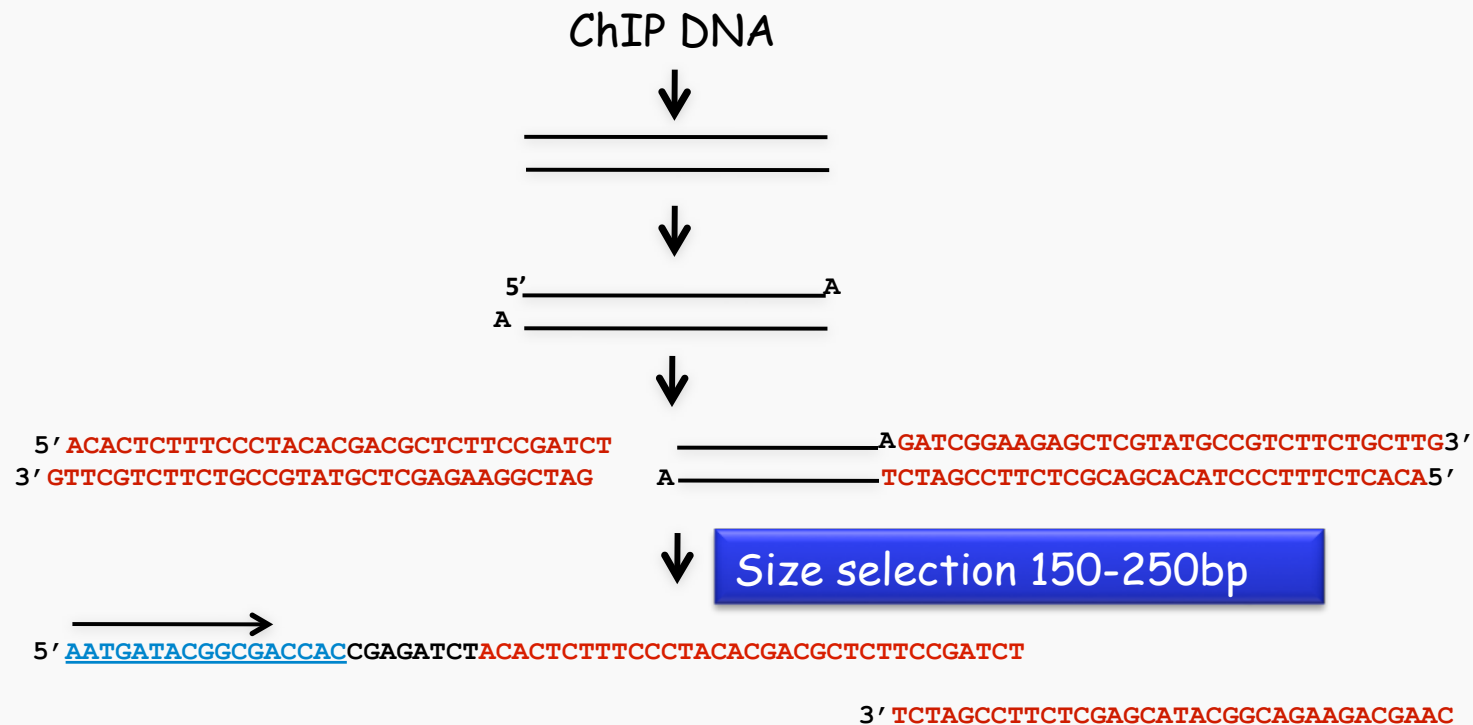 ChIP DNA
5’ A
A
5’ACACTCTTTCCCTACACGACGCTCTTCCGATCT AGATCGGAAGAGCTCGTATGCCGTCTTCTGCTTG3’
3’GTTCGTCTTCTGCCGTATGCTCGAGAAGGCTAG A TCTAGCCTTCTCGCAGCACATCCCTTTCTCACA5’
Size selection 150-250bp
5’AATGATACGGCGACCACCGAGATCTACACTCTTTCCCTACACGACGCTCTTCCGATCT
3’TCTAGCCTTCTCGAGCATACGGCAGAAGACGAAC